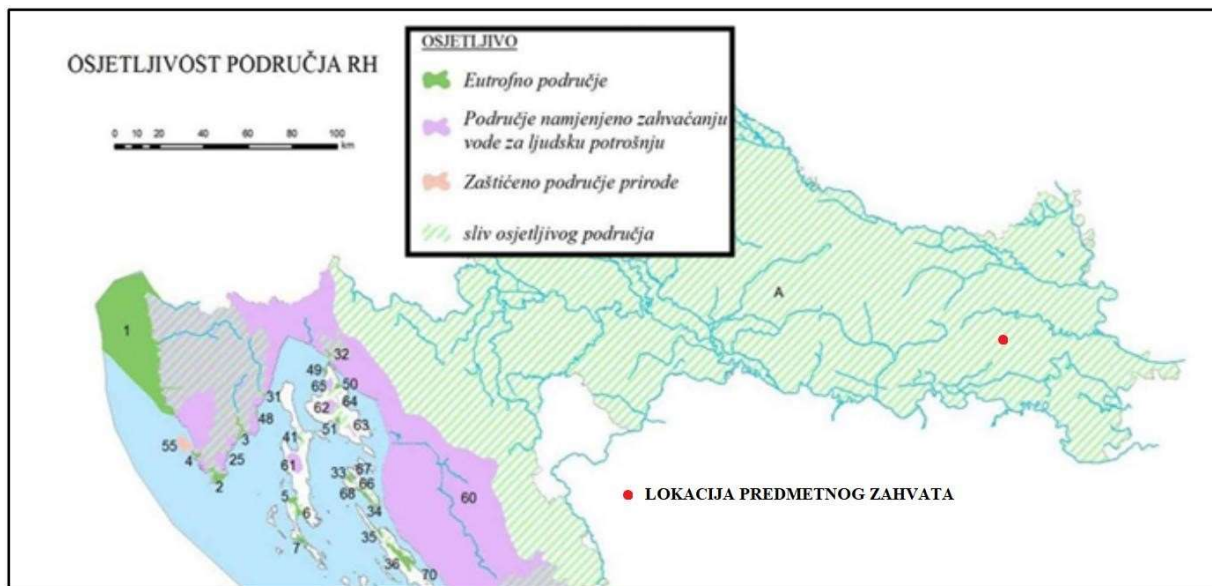 OSJETLJIVOST PODRUČJA RH
0 10 20 40 60 80 100
km
OSJETLJIVO
Eutrofno područje
Područje namjenjeno zahvaćanju
vode za ljudsku potrošnju
Zaštićeno područje prirode
sliv osjetljivog područja
A
1
32
49
65
50
31
62
64
48
51
63
41
3
55
4
25
61
2
33
67
66
68
60
5
6
34
7
35
36
70
LOKACIJA PREDMETNOG ZAHVATA